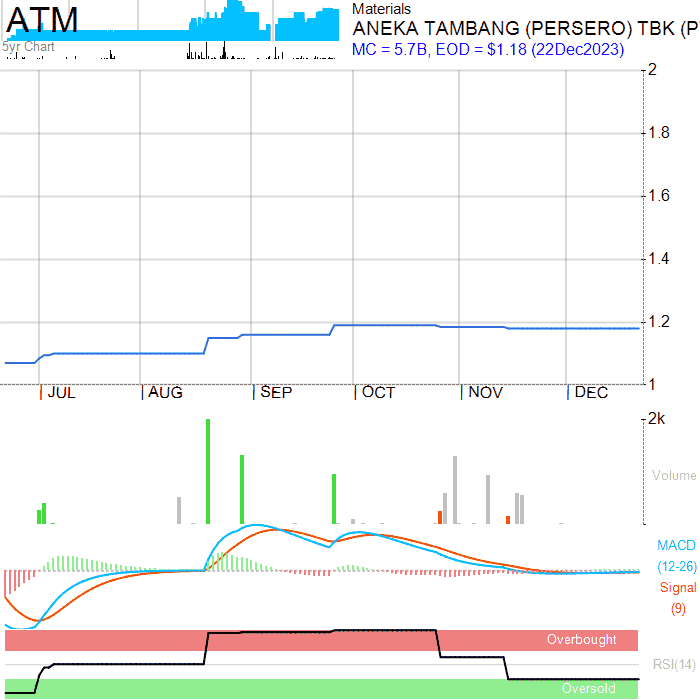 ATM
5yr Chart
Materials
ANEKA TAMBANG (PERSERO) TBK (P
MC = 5.7B, EOD = $1.18 (22Dec2023)
2
1.8
1.6
1.4
1.2
1
JUL AUG SEP OCT NOV DEC
2k
Volume
MACD
(12-26)
Signal
(9)
Overbought
RSI(14)
Oversold